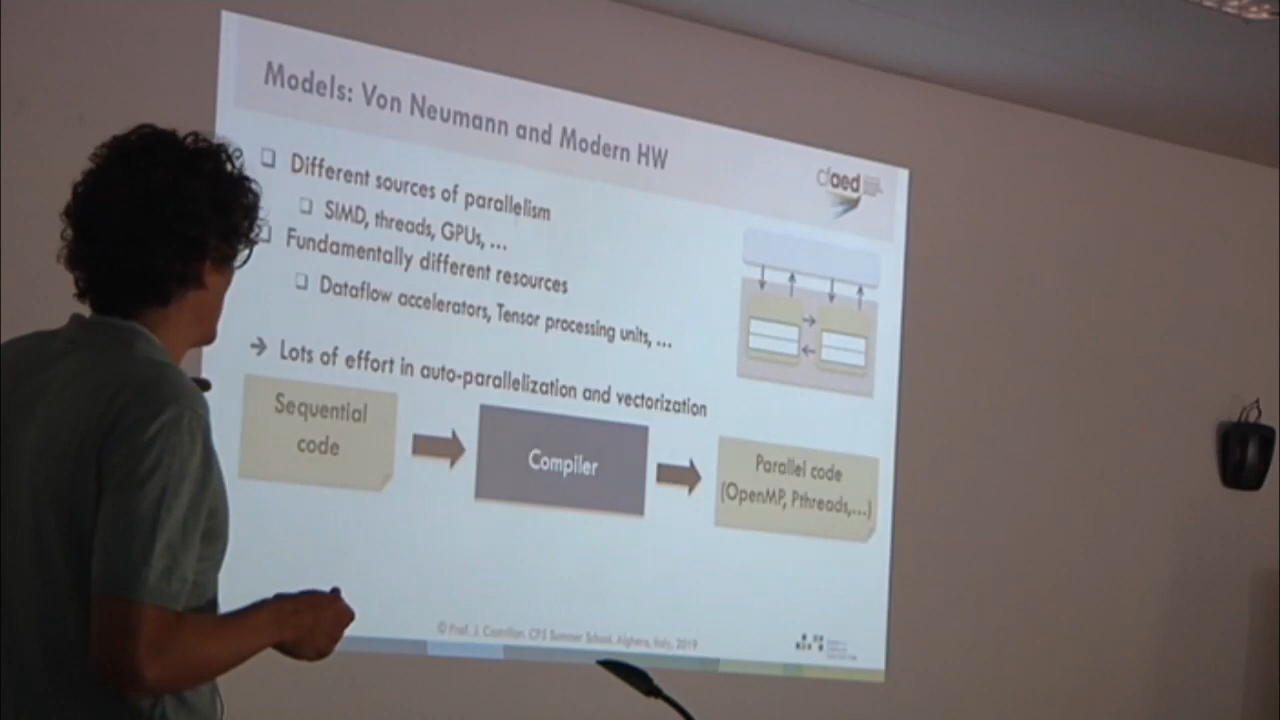 Models: Von Neumann and Modern HW
cfaed
❑ Different sources of parallelism
❑ SIMD, threads, GPUs, ...
❑ Fundamentally different resources
❑ Dataflow accelerators, Tensor processing units, ...
→ Lots of effort in auto-parallelization and vectorization
Sequential
code
Compiler
Parallel code
(OpenMP, Pthreads,...)
© Prof. J. Castrillon. CPS Summer School. Alghero, Italy, 2019